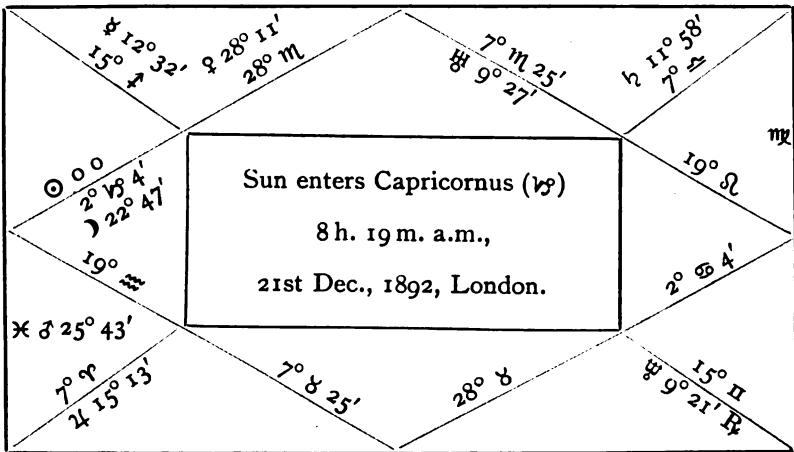 ☿ 12° 32′
15° ♐
♀ 28° 11′
28° ♏
7° ♏ 25′
♅ 9° 27′
♄ 11° 58′
7° ♎
♍
☉ 0 0
2° ♑ 4′
☽ 22° 47′
19° ♌
Sun enters Capricornus (♑)
8 h. 19 m. a.m.,
21st Dec., 1892, London.
19° ♒
2° ♋ 4′
♓ ♂ 25° 43′
7° ♈
♃ 15° 13′
7° ♉ 25′
28° ♉
15° ♊
♆ 9° 21′ ℞